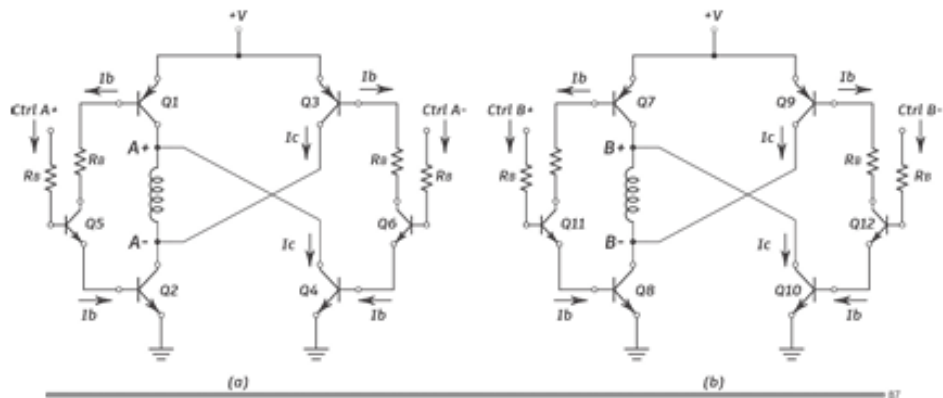 +V +V
Ib Ib Ib Ib
Ctrl A+ Q1 Q3 Ctrl A- Ctrl B+ Q7 Q9 Ctrl B-
Ic Ic
RB RB A+ RB RB RB RB B+ RB RB
Q5 Q6 Q11 Q12
A- Ic B- Ic
Q2 Q4 Q8 Q10
Ib Ib Ib Ib
(a) (b)
67